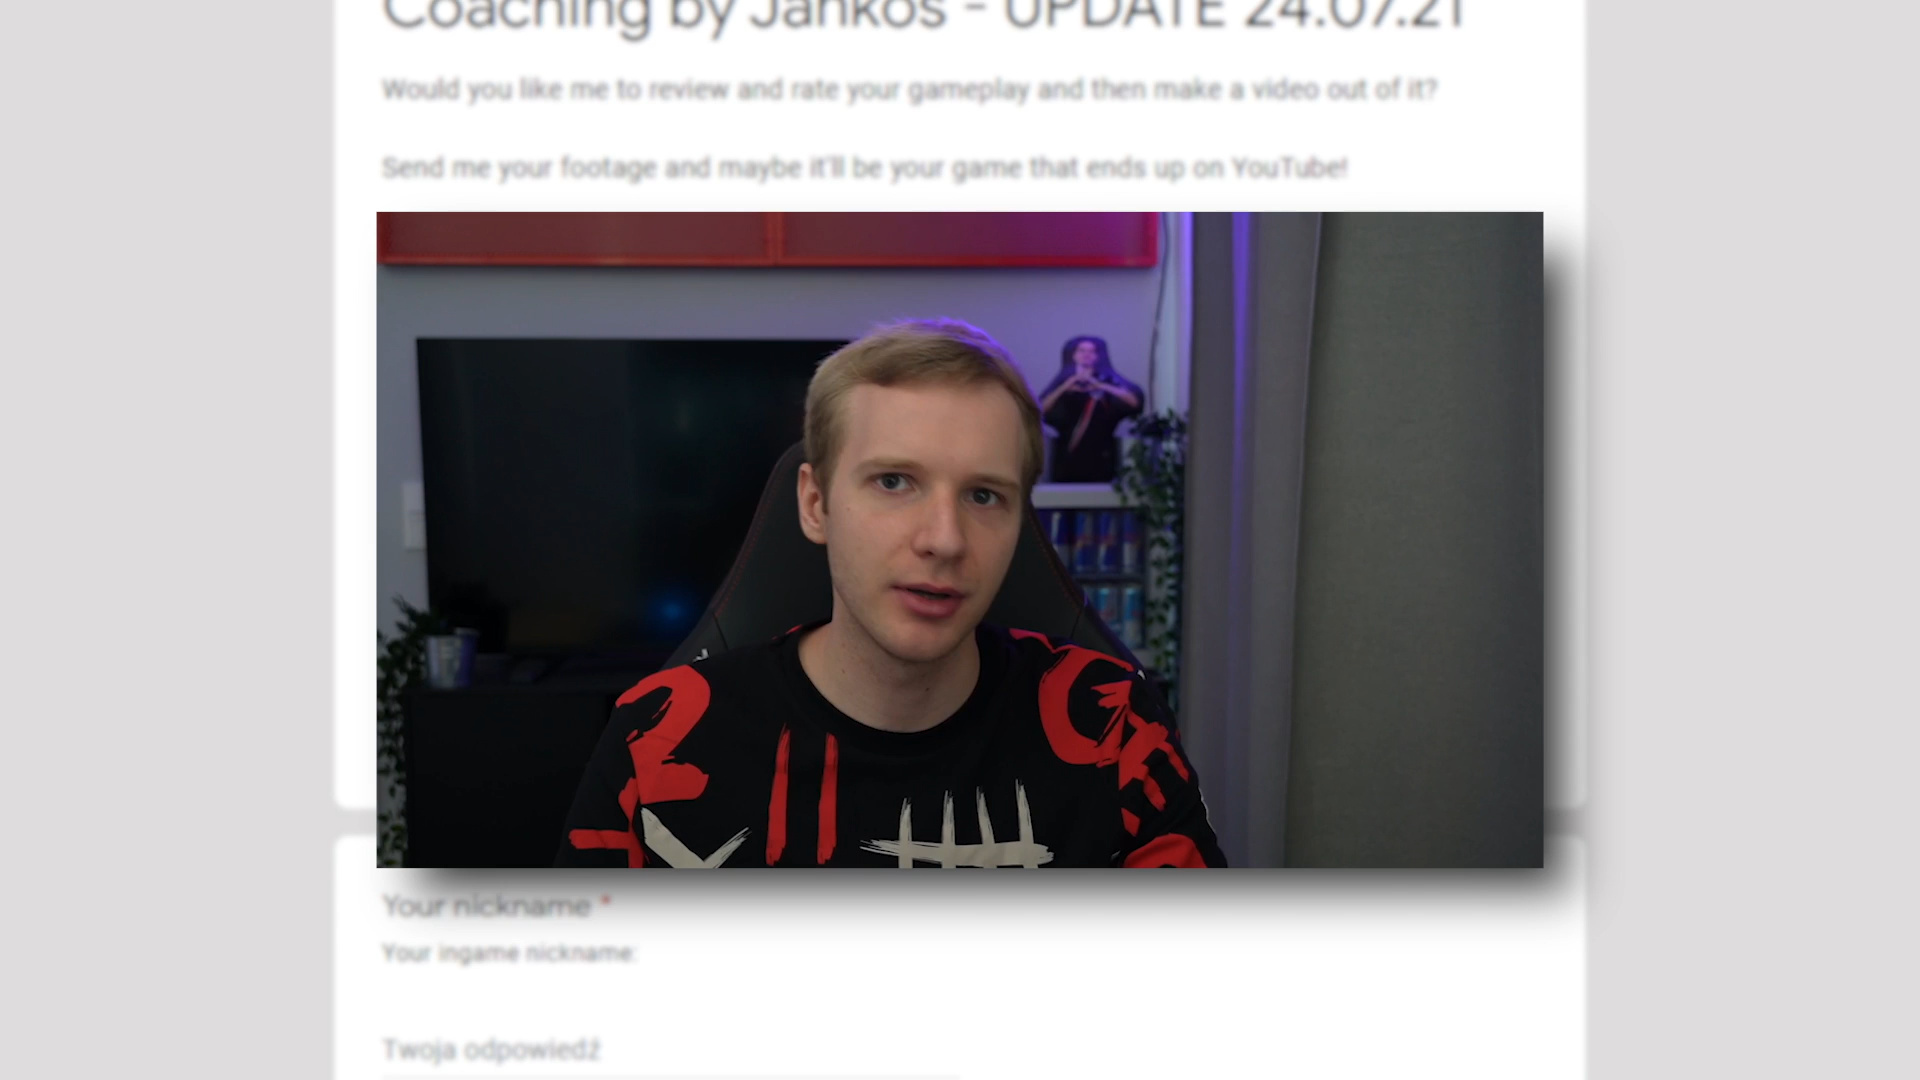 Coaching by Jankos - UPDATE 24.07.21
Would you like me to review and rate your gameplay and then make a video out of it?
Send me your footage and maybe it'll be your game that ends up on YouTube!
Your nickname *
Your ingame nickname:
Twoja odpowiedź